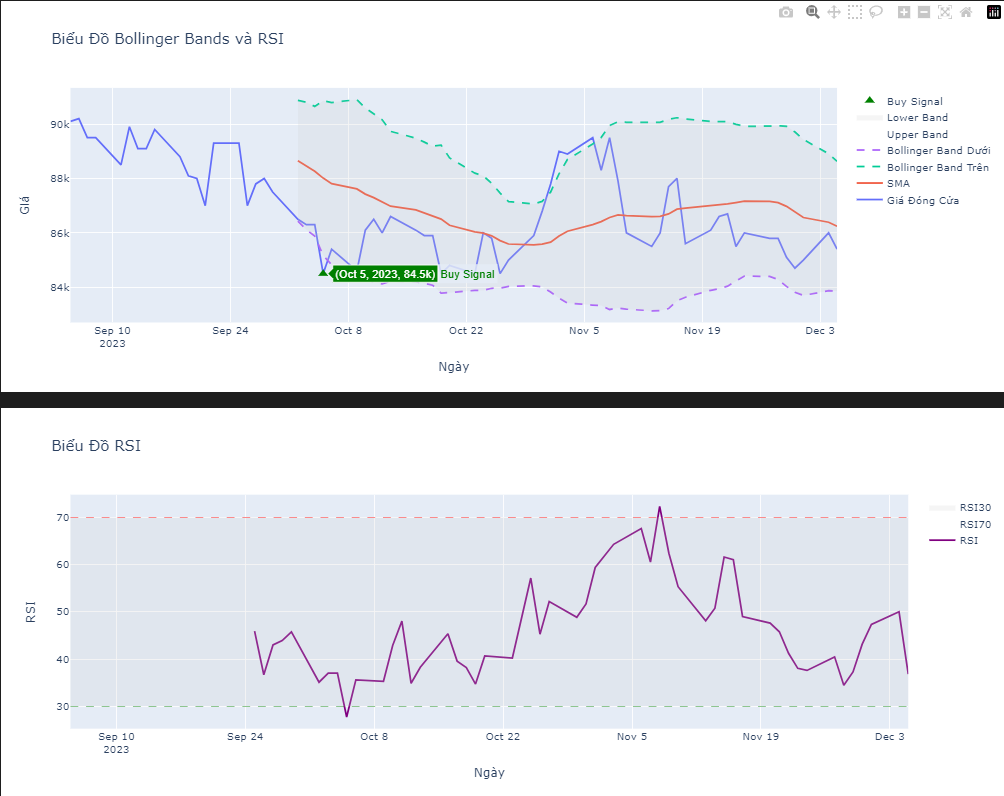 Biểu Đồ Bollinger Bands và RSI
Giá
90k
88k
86k
84k
(Oct 5, 2023, 84.5k) Buy Signal
Sep 10
2023
Sep 24
Oct 8
Oct 22
Nov 5
Nov 19
Dec 3
Ngày
Buy Signal
Lower Band
Upper Band
Bollinger Band Dưới
Bollinger Band Trên
SMA
Giá Đóng Cửa
Biểu Đồ RSI
RSI
70
60
50
40
30
Sep 10
2023
Sep 24
Oct 8
Oct 22
Nov 5
Nov 19
Dec 3
Ngày
RSI30
RSI70
RSI